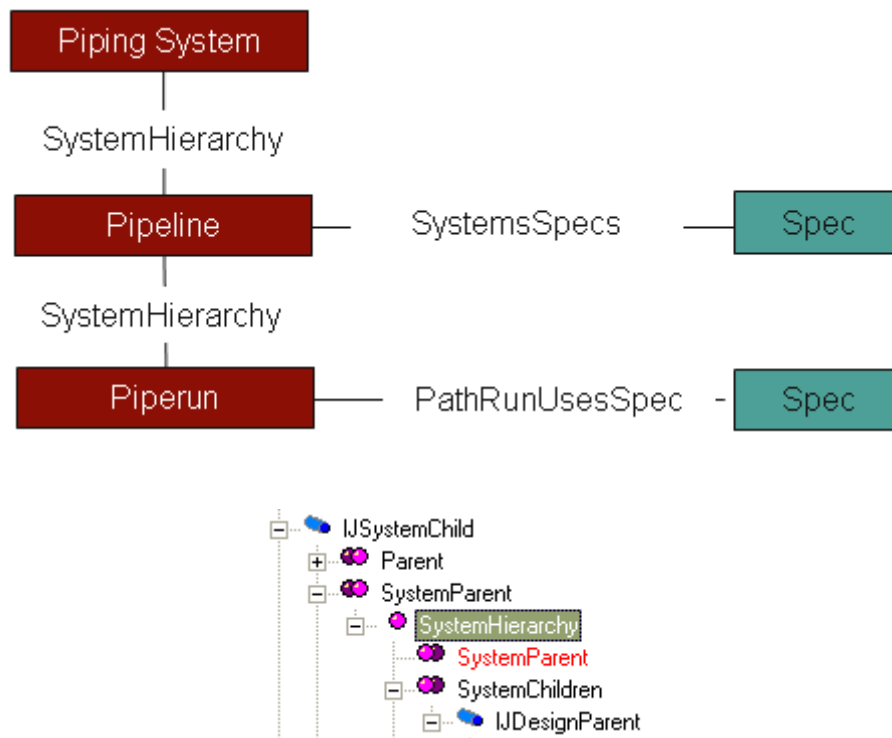 Piping System
SystemHierarchy
Pipeline
SystemsSpecs
Spec
SystemHierarchy
Piperun
PathRunUsesSpec
Spec
IJSystemChild
Parent
SystemParent
SystemHierarchy
SystemParent
SystemChildren
IJDesignParent